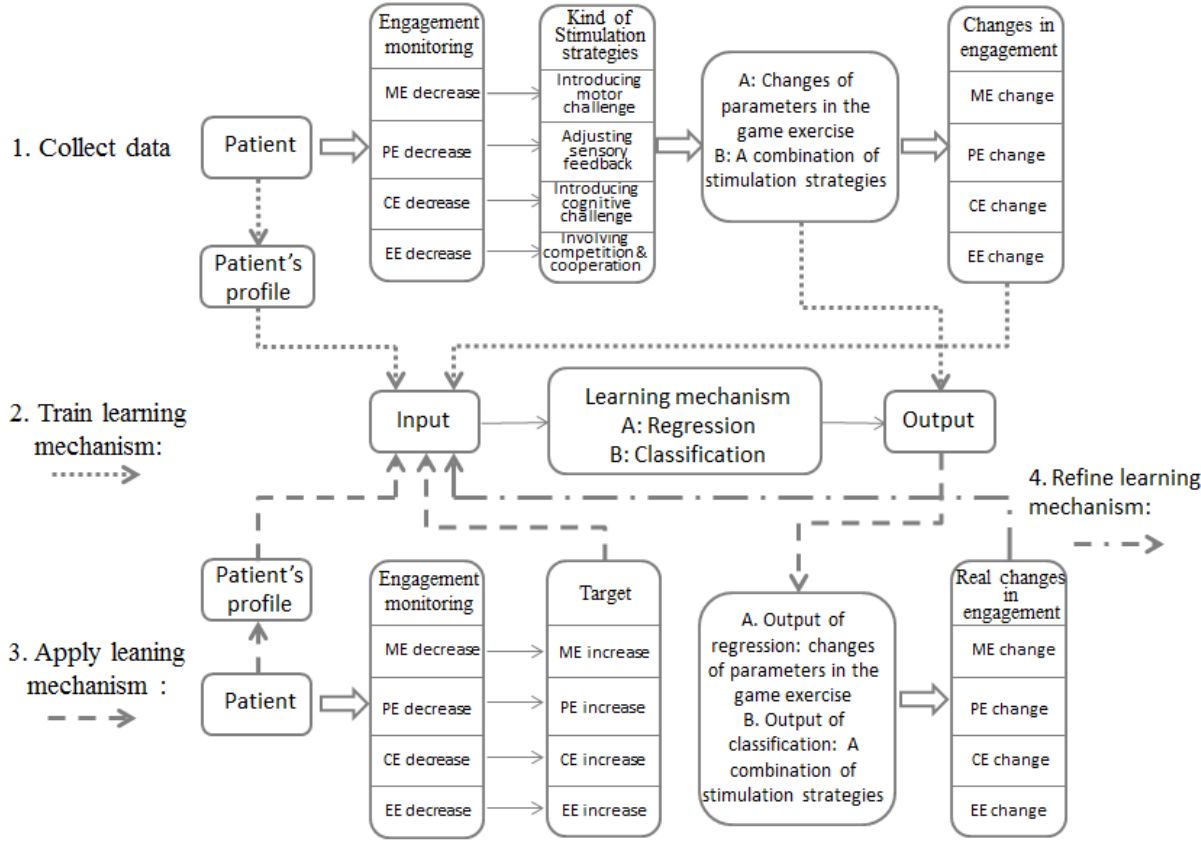 1. Collect data
Patient
Patient's
profile
Engagement
monitoring
ME decrease
PE decrease
CE decrease
EE decrease
Kind of
Stimulation
strategies
Introducing
motor
challenge
Adjusting
sensory
feedback
Introducing
cognitive
challenge
Involving
competition &
cooperation
A: Changes of
parameters in the
game exercise
B: A combination of
stimulation strategies
Changes in
engagement
ME change
PE change
CE change
EE change
2. Train learning
mechanism:
Input
Learning mechanism
A: Regression
B: Classification
Output
4. Refine learning
mechanism:
3. Apply leaning
mechanism :
Patient's
profile
Patient
Engagement
monitoring
ME decrease
PE decrease
CE decrease
EE decrease
Target
ME increase
PE increase
CE increase
EE increase
A. Output of
regression: changes
of parameters in the
game exercise
B. Output of
classification: A
combination of
stimulation strategies
Real changes
in
engagement
ME change
PE change
CE change
EE change